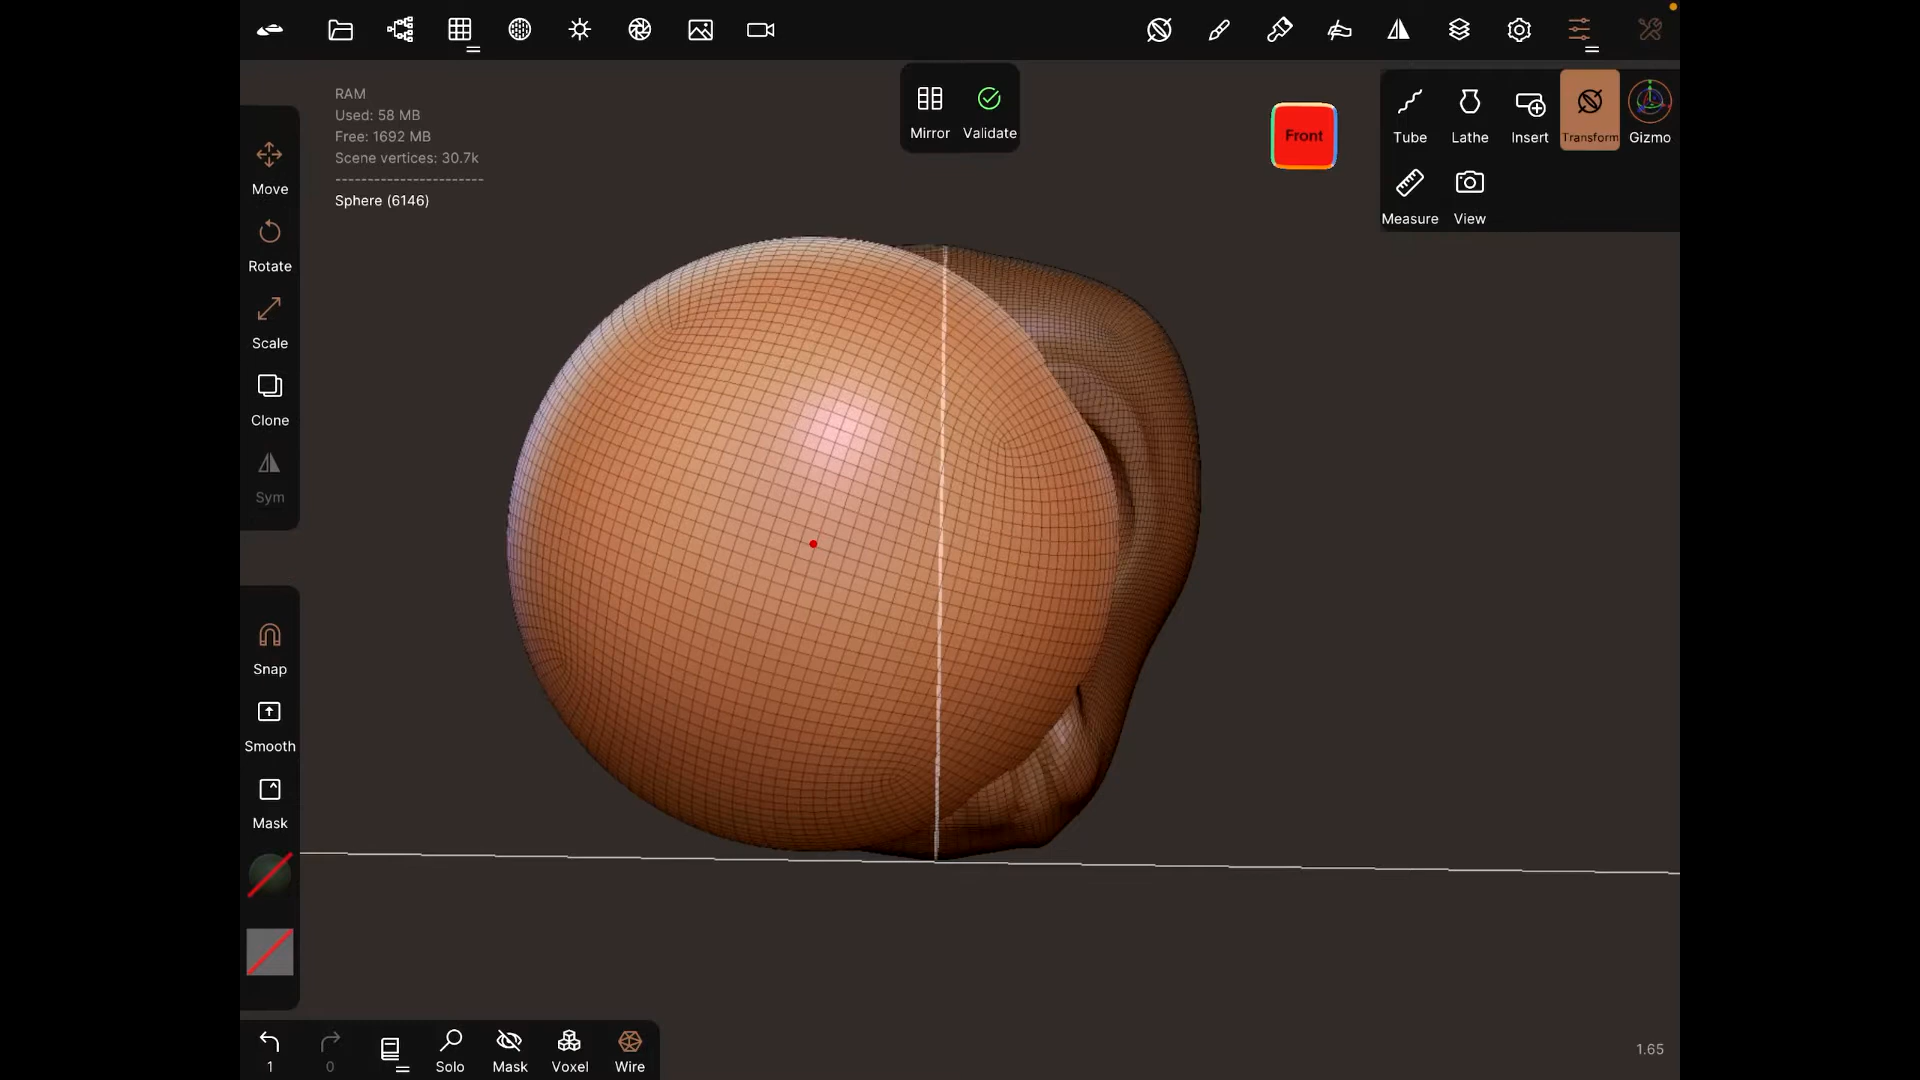 RAM
Used: 58 MB
Free: 1692 MB
Scene vertices: 30.7k
-----------------------
Sphere (6146)
Mirror
Validate
Front
Tube
Lathe
Insert
Transform
Gizmo
Measure
View
Move
Rotate
Scale
Clone
Sym
Snap
Smooth
Mask
1
0
Solo
Mask
Voxel
Wire
1.65